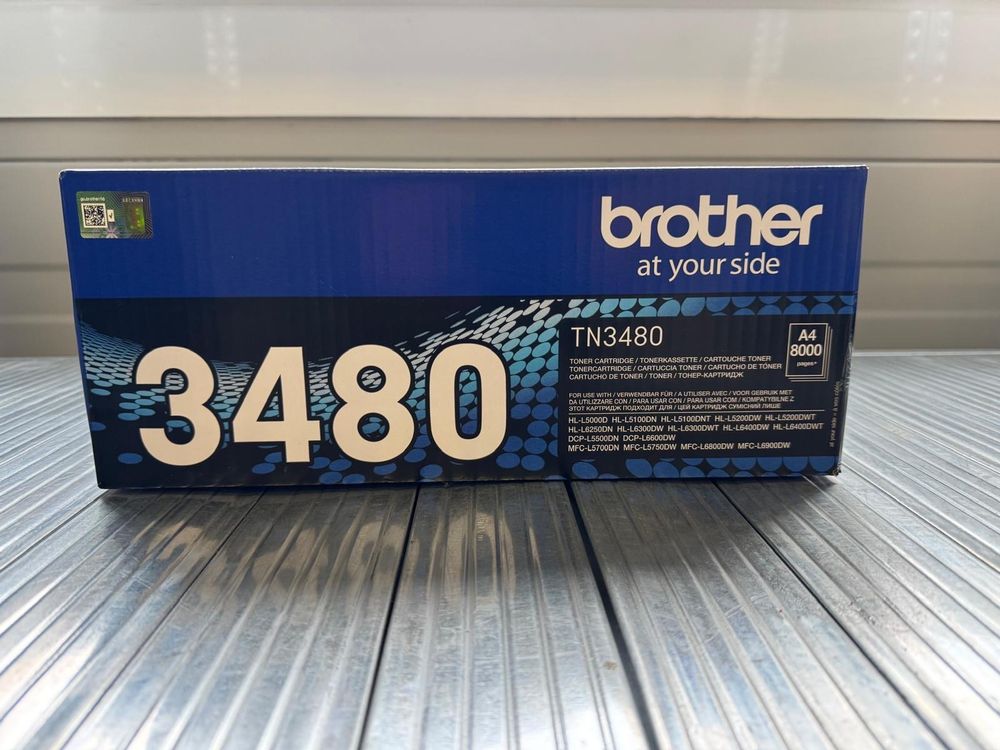 brother
at your side
3480
TN3480
A4
8000
pages*
TONER CARTRIDGE / TONERKASSETTE / CARTOUCHE TONER
TONERCARTRIDGE / CARTUCCIA TONER / CARTUCHO DE TÓNER
CARTUCHO DE TONER / TONER / ТОНЕР-КАРТРИДЖ
FOR USE WITH / VERWENDBAR FÜR / A UTILISER AVEC / VOOR GEBRUIK MET
DA UTILIZZARE CON / PARA USAR CON / PARA USAR COM / KOMPATYBILNE Z
ЭТОТ КАРТРИДЖ ПОДХОДИТ ДЛЯ / ЦЕЙ КАРТРИДЖ СУМІСНИЙ ЛИШЕ
HL-L5000D HL-L5100DN HL-L5100DNT HL-L5200DW HL-L5200DWT
HL-L6250DN HL-L6300DW HL-L6300DWT HL-L6400DW HL-L6400DWT
DCP-L5500DN DCP-L6600DW
MFC-L5700DN MFC-L5750DW MFC-L6800DW MFC-L6900DW